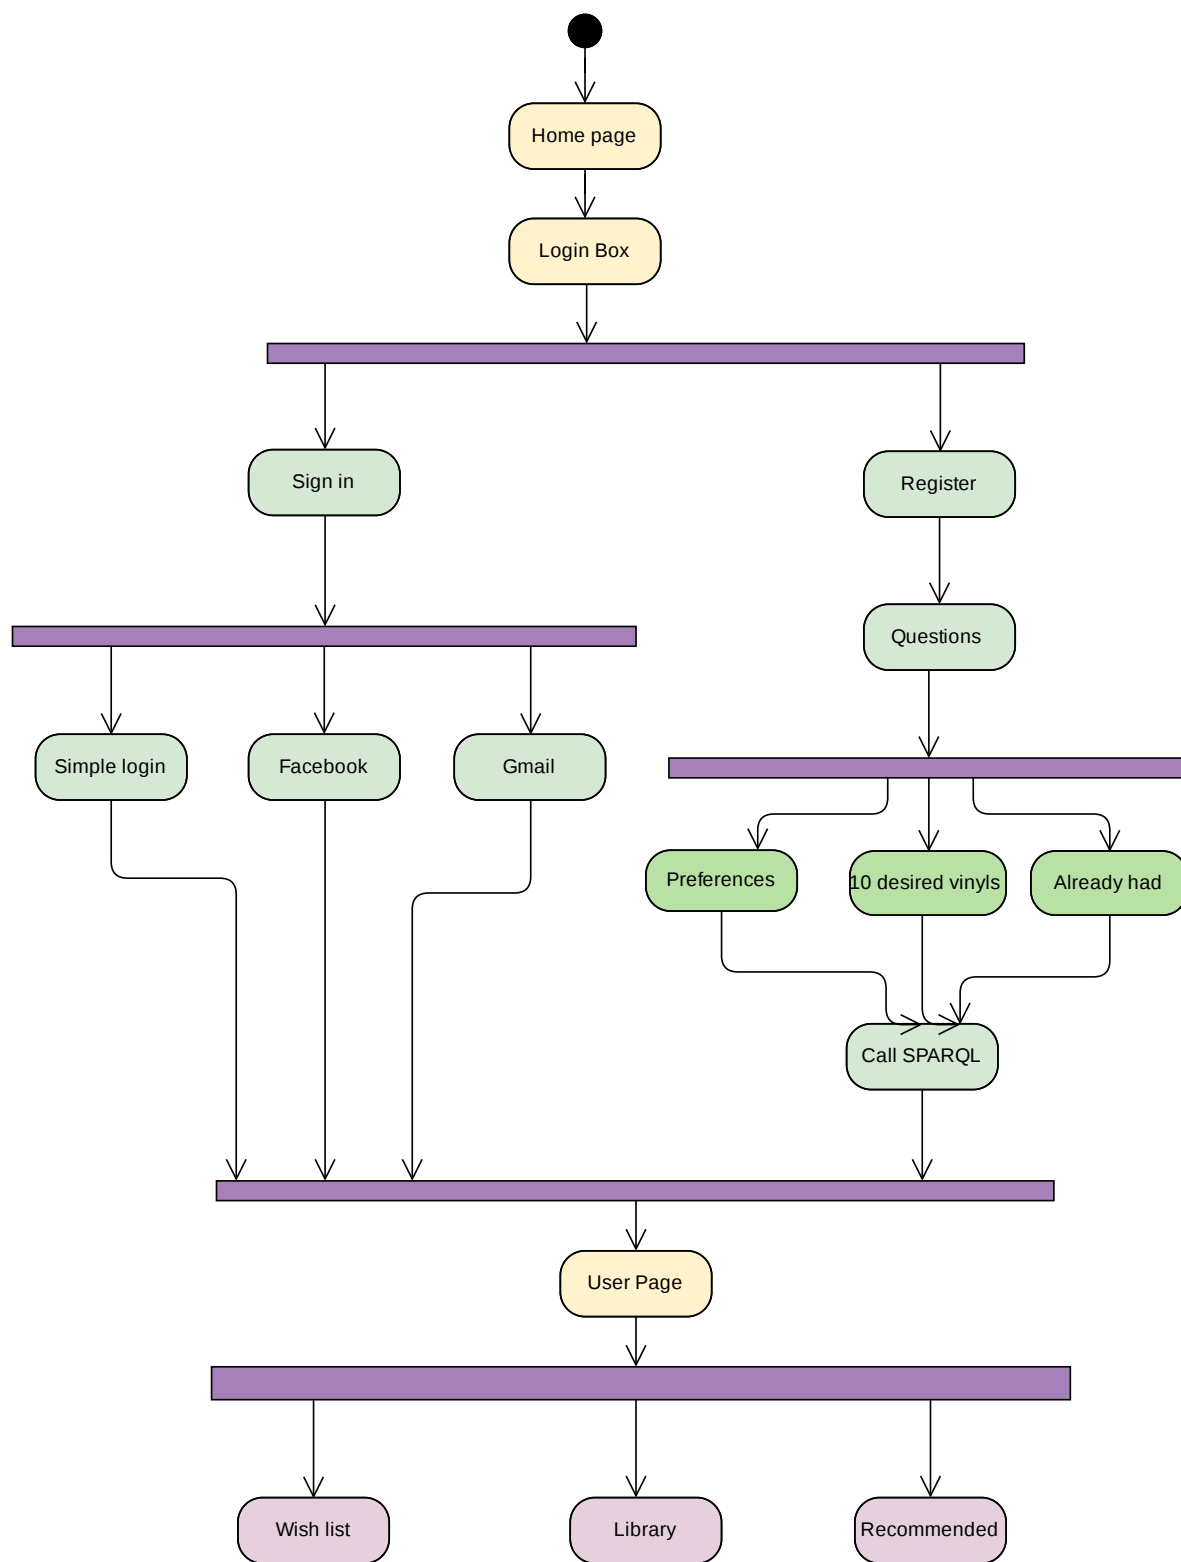 Home page
Login Box
Sign in
Register
Questions
Simple login
Facebook
Gmail
Preferences
10 desired vinyls
Already had
Call SPARQL
User Page
Wish list
Library
Recommended